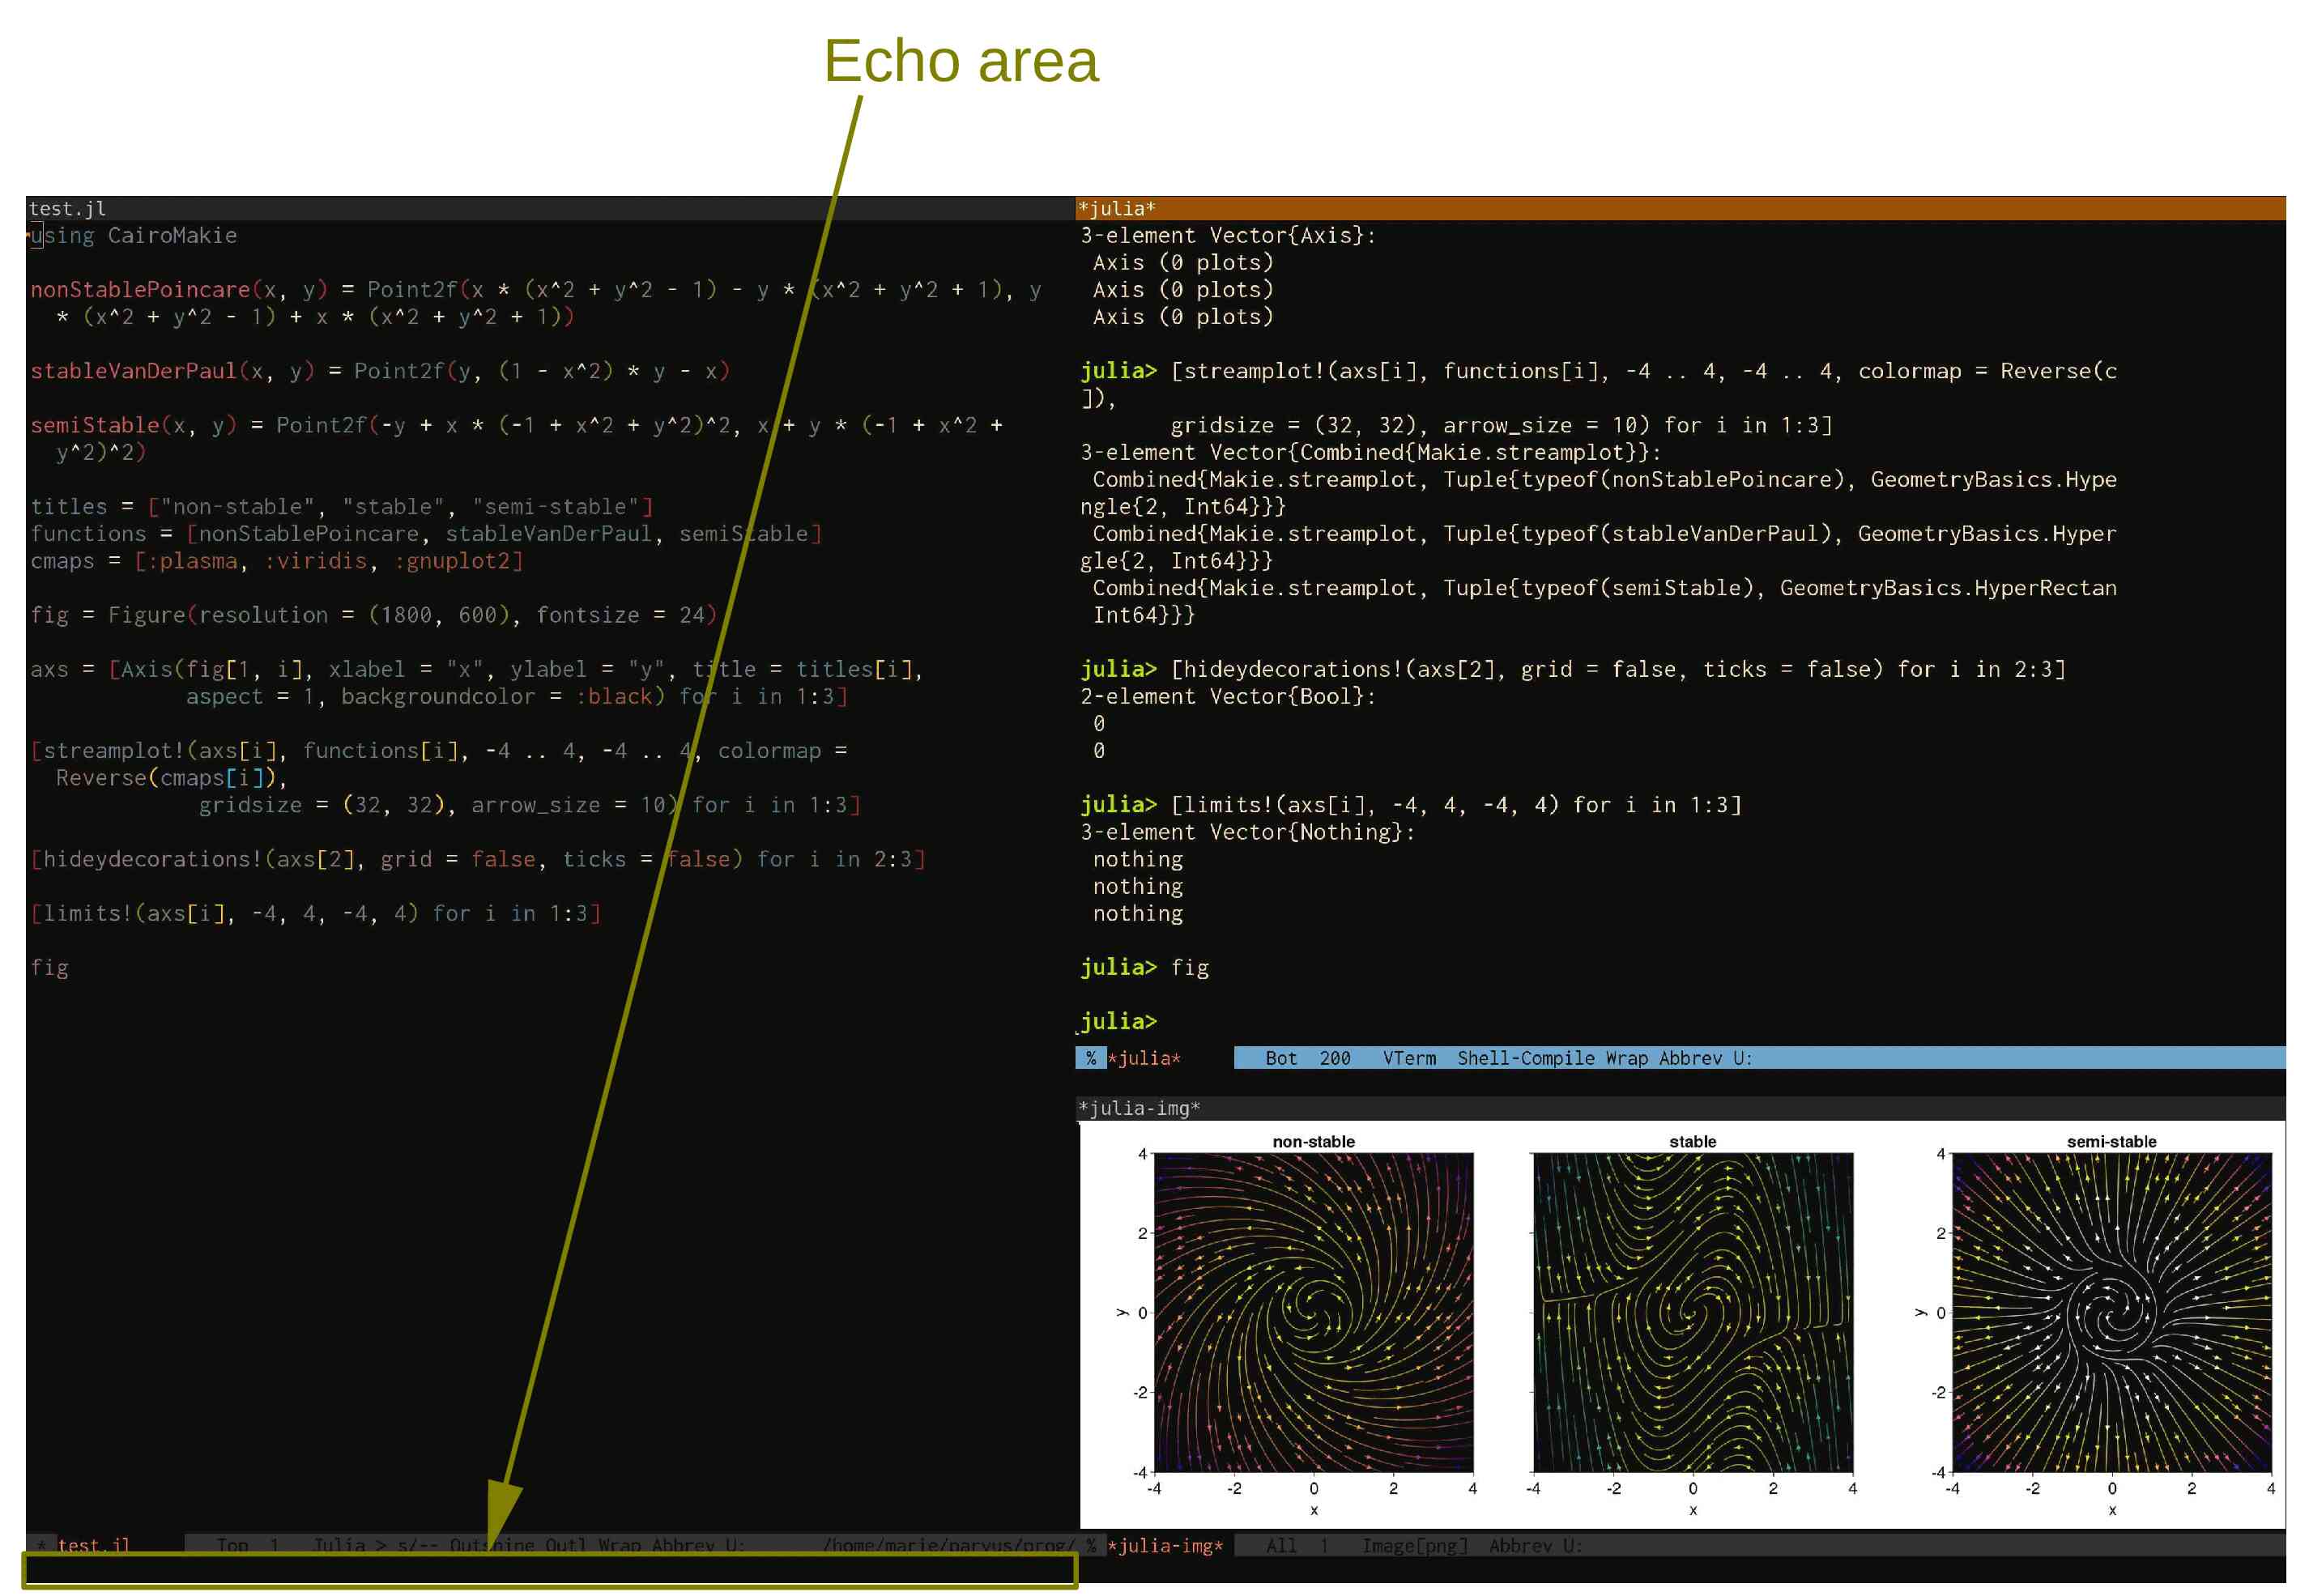 Echo area
test.jl
using CairoMakie
nonStablePoincare(x, y) = Point2f(x * (x^2 + y^2 - 1) - y * (x^2 + y^2 + 1), y
* (x^2 + y^2 - 1) + x * (x^2 + y^2 + 1))
stableVanDerPaul(x, y) = Point2f(y, (1 - x^2) * y - x)
semiStable(x, y) = Point2f(-y + x * (-1 + x^2 + y^2)^2, x + y * (-1 + x^2 +
y^2)^2)
titles = ["non-stable", "stable", "semi-stable"]
functions = [nonStablePoincare, stableVanDerPaul, semiStable]
cmaps = [:plasma, :viridis, :gnuplot2]
fig = Figure(resolution = (1800, 600), fontsize = 24)
axs = [Axis(fig[1, i], xlabel = "x", ylabel = "y", title = titles[i],
aspect = 1, backgroundcolor = :black) for i in 1:3]
[streamplot!(axs[i], functions[i], -4 .. 4, -4 .. 4, colormap =
Reverse(cmaps[i]),
gridsize = (32, 32), arrow_size = 10) for i in 1:3]
[hideydecorations!(axs[2], grid = false, ticks = false) for i in 2:3]
[limits!(axs[i], -4, 4, -4, 4) for i in 1:3]
fig
* test.jl Top 1 Julia > s/-- Outshine Outl Wrap Abbrev U: /home/marie/parvus/prog/
*julia*
3-element Vector{Axis}:
Axis (0 plots)
Axis (0 plots)
Axis (0 plots)
julia> [streamplot!(axs[i], functions[i], -4 .. 4, -4 .. 4, colormap = Reverse(c
]),
gridsize = (32, 32), arrow_size = 10) for i in 1:3]
3-element Vector{Combined{Makie.streamplot}}:
Combined{Makie.streamplot, Tuple{typeof(nonStablePoincare), GeometryBasics.Hype
ngle{2, Int64}}}
Combined{Makie.streamplot, Tuple{typeof(stableVanDerPaul), GeometryBasics.Hyper
gle{2, Int64}}}
Combined{Makie.streamplot, Tuple{typeof(semiStable), GeometryBasics.HyperRectan
Int64}}}
julia> [hideydecorations!(axs[2], grid = false, ticks = false) for i in 2:3]
2-element Vector{Bool}:
0
0
julia> [limits!(axs[i], -4, 4, -4, 4) for i in 1:3]
3-element Vector{Nothing}:
nothing
nothing
nothing
julia> fig
julia>
% *julia* Bot 200 VTerm Shell-Compile Wrap Abbrev U:
*julia-img*
non-stable
4
2
y 0
-2
-4
-4 -2 0 2 4
x
stable
-4 -2 0 2 4
x
semi-stable
4
2
y 0
-2
-4
-4 -2 0 2 4
x
% *julia-img* All 1 Image[png] Abbrev U: